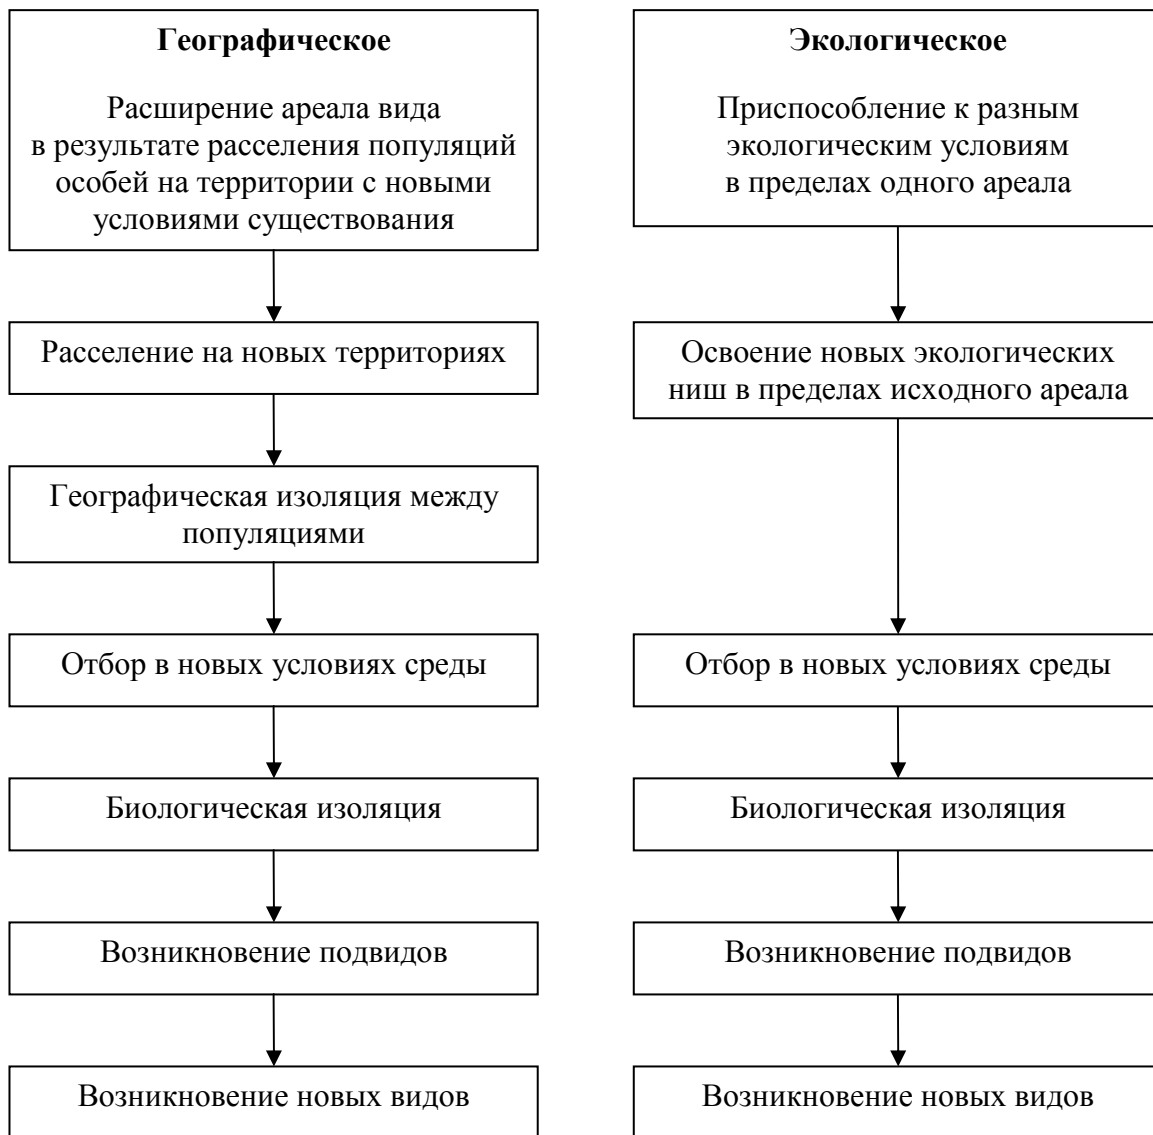 Географическое
Расширение ареала вида
в результате расселения популяций
особей на территории с новыми
условиями существования
Расселение на новых территориях
Географическая изоляция между
популяциями
Отбор в новых условиях среды
Биологическая изоляция
Возникновение подвидов
Возникновение новых видов
Экологическое
Приспособление к разным
экологическим условиям
в пределах одного ареала
Освоение новых экологических
ниш в пределах исходного ареала
Отбор в новых условиях среды
Биологическая изоляция
Возникновение подвидов
Возникновение новых видов